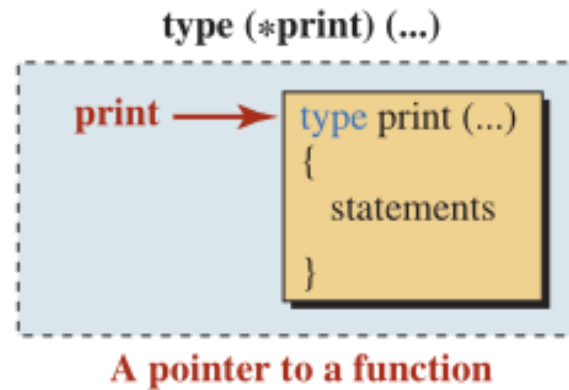 type (*print) (...)
print
type print (...)
{
statements
}
A pointer to a function